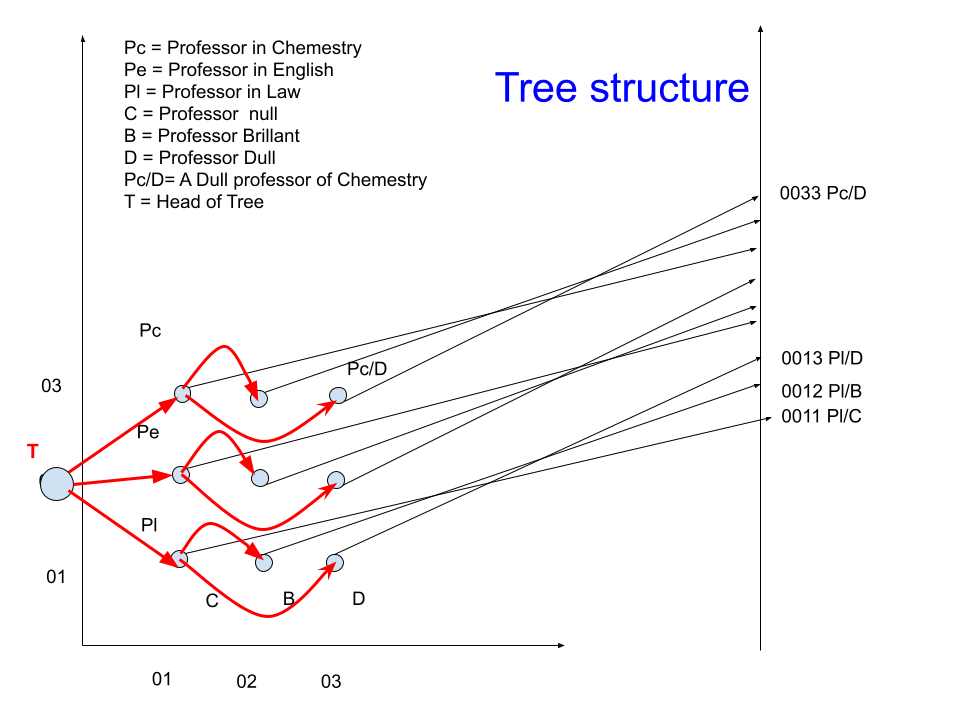 Pc = Professor in Chemestry
Pe = Professor in English
Pl = Professor in Law
C = Professor  null
B = Professor Brillant
D = Professor Dull
Pc/D= A Dull professor of Chemestry
T = Head of Tree
Tree structure
0033 Pc/D
Pc
0013 Pl/D
Pc/D
03
0012 Pl/B
0011 Pl/C
Pe
T
Pl
01
C
B
D
01
02
03